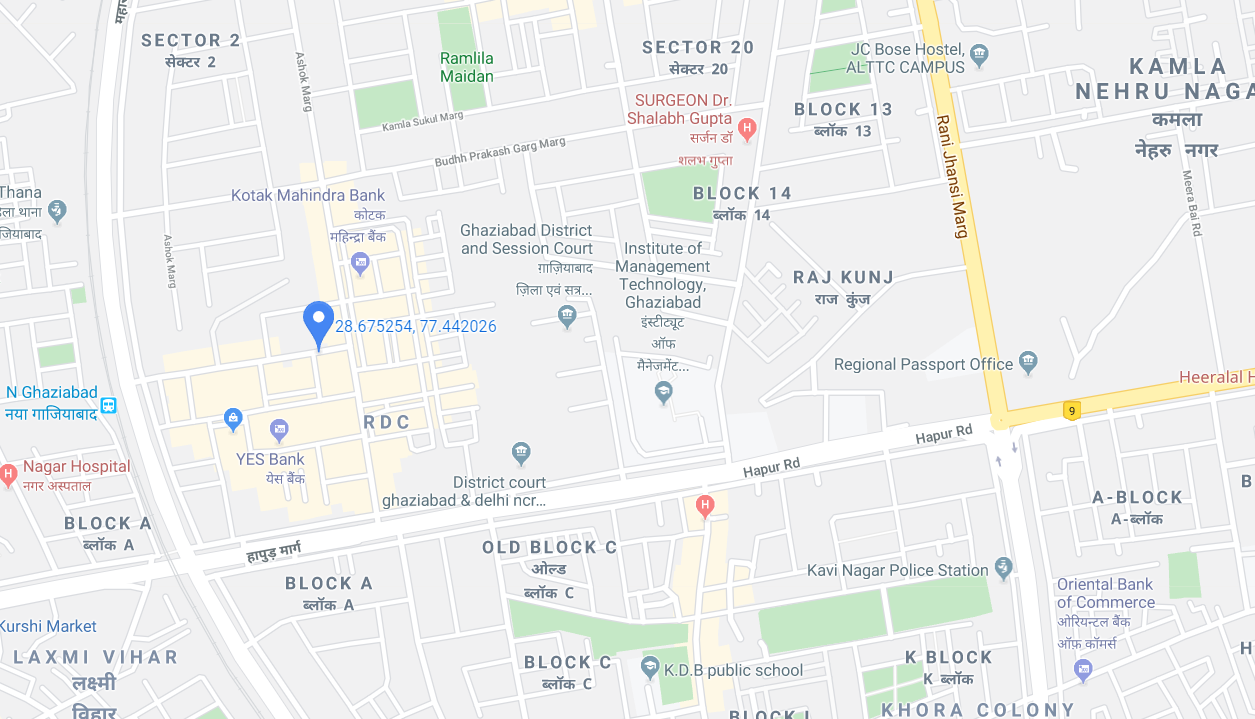 महा
SECTOR 2
सेक्टर 2
Ashok Marg
Ramlila
Maidan
Kamla Sukul Marg
SECTOR 20
सेक्टर 20
JC Bose Hostel,
ALTTC CAMPUS
KAMLA
NEHRU NAGA
कमला
नेहरु नगर
SURGEON Dr.
Shalabh Gupta
सर्जन डॉ
शलभ गुप्ता
BLOCK 13
ब्लॉक 13
Rani Jhansi Marg
Budhh Prakash Garg Marg
Meera Bai Rd
Thana
जियाबाद
Kotak Mahindra Bank
कोटक
महिन्द्रा बैंक
BLOCK 14
ब्लॉक 14
Ashok Marg
Ghaziabad District
and Session Court
ग़ाज़ियाबाद
ज़िला एवं सत्र...
Institute of
Management
Technology,
Ghaziabad
इंस्टीट्यूट
ऑफ
मैनेजमेंट...
RAJ KUNJ
राज कुंज
28.675254, 77.442026
Regional Passport Office
Heeralal H
N Ghaziabad
नया गाजियाबाद
9
RDC
Hapur Rd
YES Bank
येस बैंक
Nagar Hospital
नगर अस्पताल
Hapur Rd
District court
ghaziabad & delhi ncr...
BLOCK A
ब्लॉक A
A-BLOCK
A-ब्लॉक
B
हापुड़ मार्ग
OLD BLOCK C
ओल्ड
ब्लॉक C
BLOCK A
ब्लॉक A
Kavi Nagar Police Station
Oriental Bank
of Commerce
ओरियन्टल बैंक
ऑफ़ कॉमर्स
Kurshi Market
LAXMI VIHAR
लक्ष्मी
विहार
BLOCK C
ब्लॉक C
K.D.B public school
K BLOCK
K ब्लॉक
H
KHORA COLONY